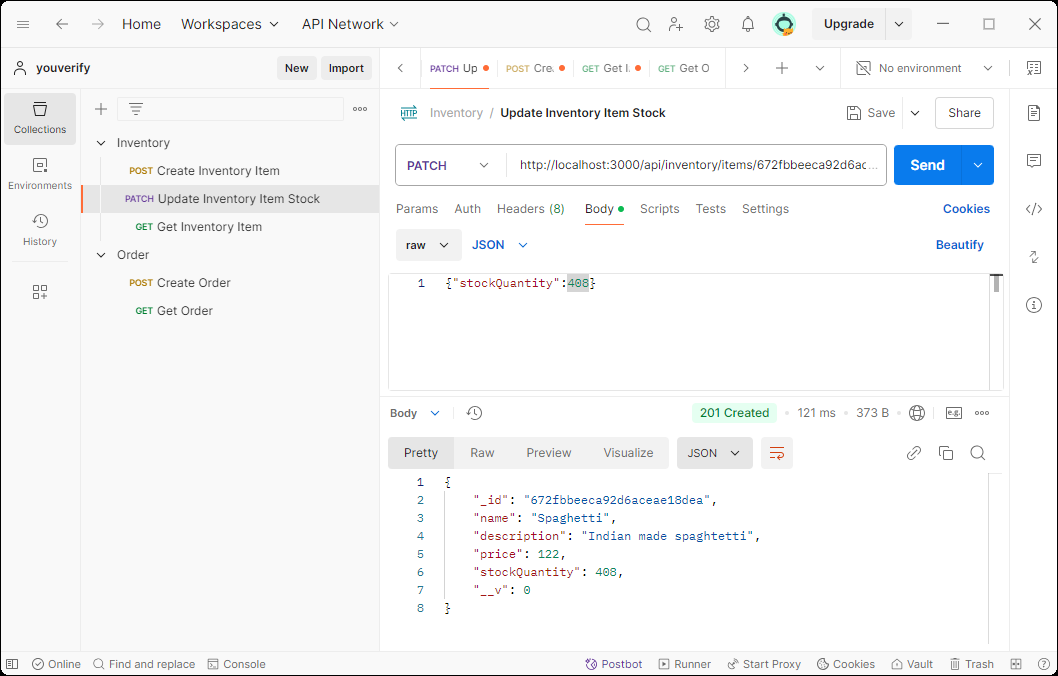 Home Workspaces API Network Upgrade
youverify New Import
PATCH Up POST Cre GET Get I. GET Get O No environment
Collections
Environments
History
Inventory
POST Create Inventory Item
PATCH Update Inventory Item Stock
GET Get Inventory Item
Order
POST Create Order
GET Get Order
HTTP Inventory / Update Inventory Item Stock Save Share
PATCH http://localhost:3000/api/inventory/items/672fbbeeca92d6ac... Send
Params Auth Headers (8) Body Scripts Tests Settings Cookies
raw JSON Beautify
1 {"stockQuantity":408}
Body 201 Created 121 ms 373 B e.g.
Pretty Raw Preview Visualize JSON
1 {
2 "_id": "672fbbeeca92d6aceae18dea",
3 "name": "Spaghetti",
4 "description": "Indian made spaghtetti",
5 "price": 122,
6 "stockQuantity": 408,
7 "__v": 0
8 }
Online Find and replace Console Postbot Runner Start Proxy Cookies Vault Trash